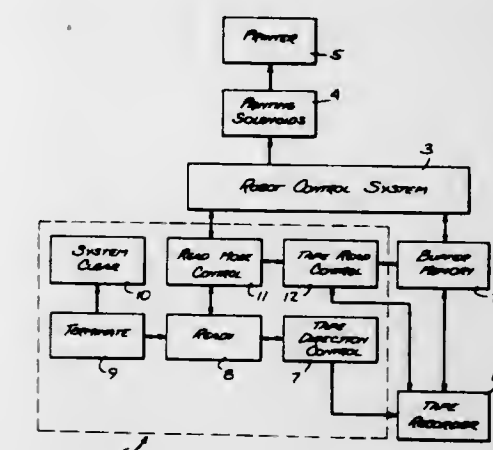 PRINTER
5
PRINTING
SOLENOIDS
4
3
ROBOT CONTROL SYSTEM
SYSTEM
CLEAR
10
READ MODE
CONTROL
11
TAPE READ
CONTROL
12
BUFFER
MEMORY
TERMINATE
9
READY
8
TAPE
DIRECTION
CONTROL
7
TAPE
RECORDER